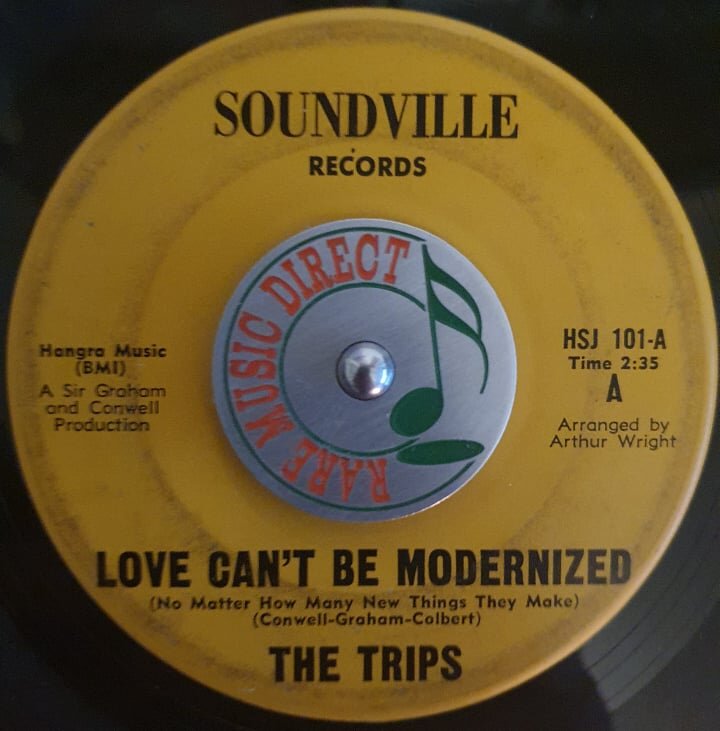 SOUNDVILLE
RECORDS
RARE MUSIC DIRECT
Hangra Music
(BMI)
A Sir Graham
and Conwell
Production
HSJ 101-A
Time 2:35
A
Arranged by
Arthur Wright
LOVE CAN'T BE MODERNIZED
(No Matter How Many New Things They Make)
(Conwell-Graham-Colbert)
THE TRIPS